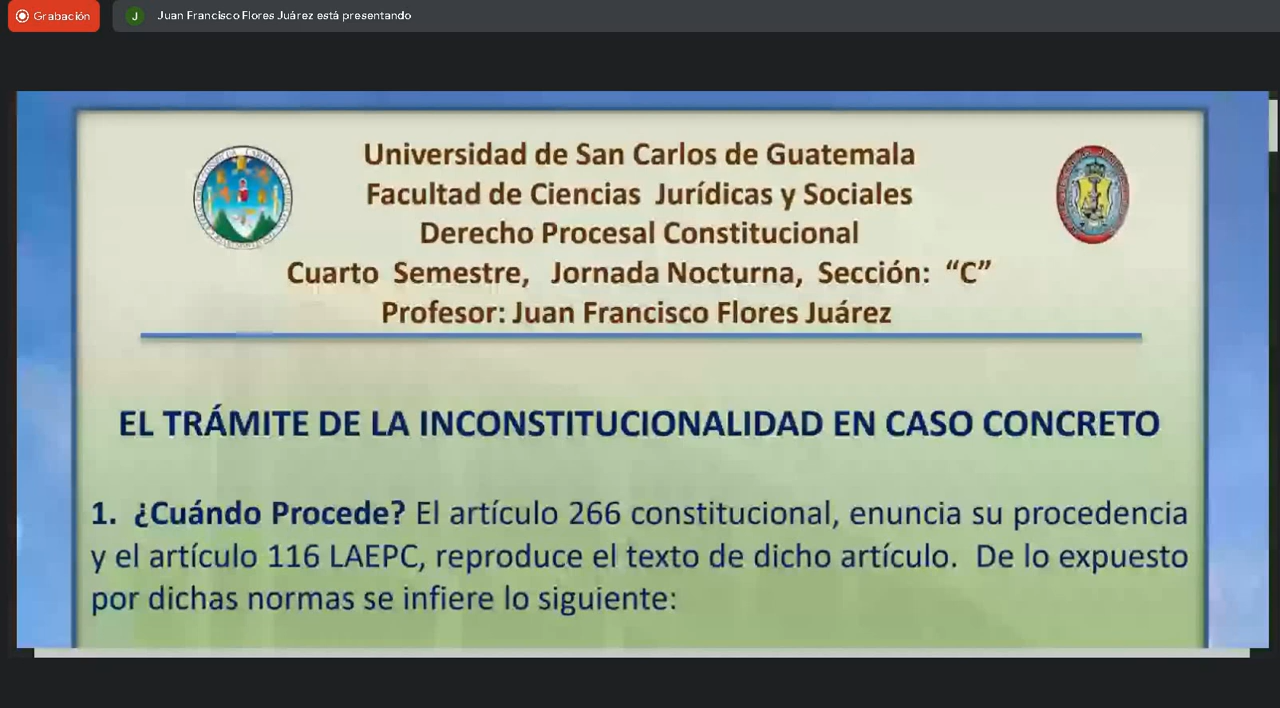 Grabación
J Juan Francisco Flores Juárez está presentando
Universidad de San Carlos de Guatemala
Facultad de Ciencias Jurídicas y Sociales
Derecho Procesal Constitucional
Cuarto Semestre, Jornada Nocturna, Sección: “C”
Profesor: Juan Francisco Flores Juárez
EL TRÁMITE DE LA INCONSTITUCIONALIDAD EN CASO CONCRETO
1. ¿Cuándo Procede? El artículo 266 constitucional, enuncia su procedencia
y el artículo 116 LAEPC, reproduce el texto de dicho artículo. De lo expuesto
por dichas normas se infiere lo siguiente: